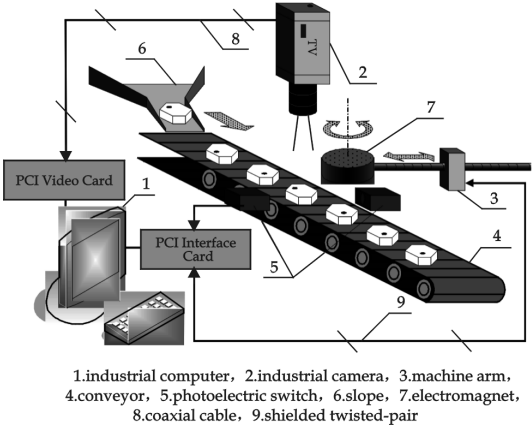 6
8
TV
2
7
PCI Video Card
1
3
PCI Interface
Card
5
4
9
1.industrial computer, 2.industrial camera, 3.machine arm,
4.conveyor, 5.photoelectric switch, 6.slope, 7.electromagnet,
8.coaxial cable, 9.shielded twisted-pair